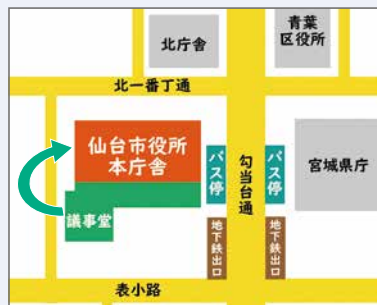 北庁舎
青葉
区役所
北一番丁通
仙台市役所
本庁舎
バス停
勾当台通
バス停
宮城県庁
議事堂
地下鉄出口
地下鉄出口
表小路